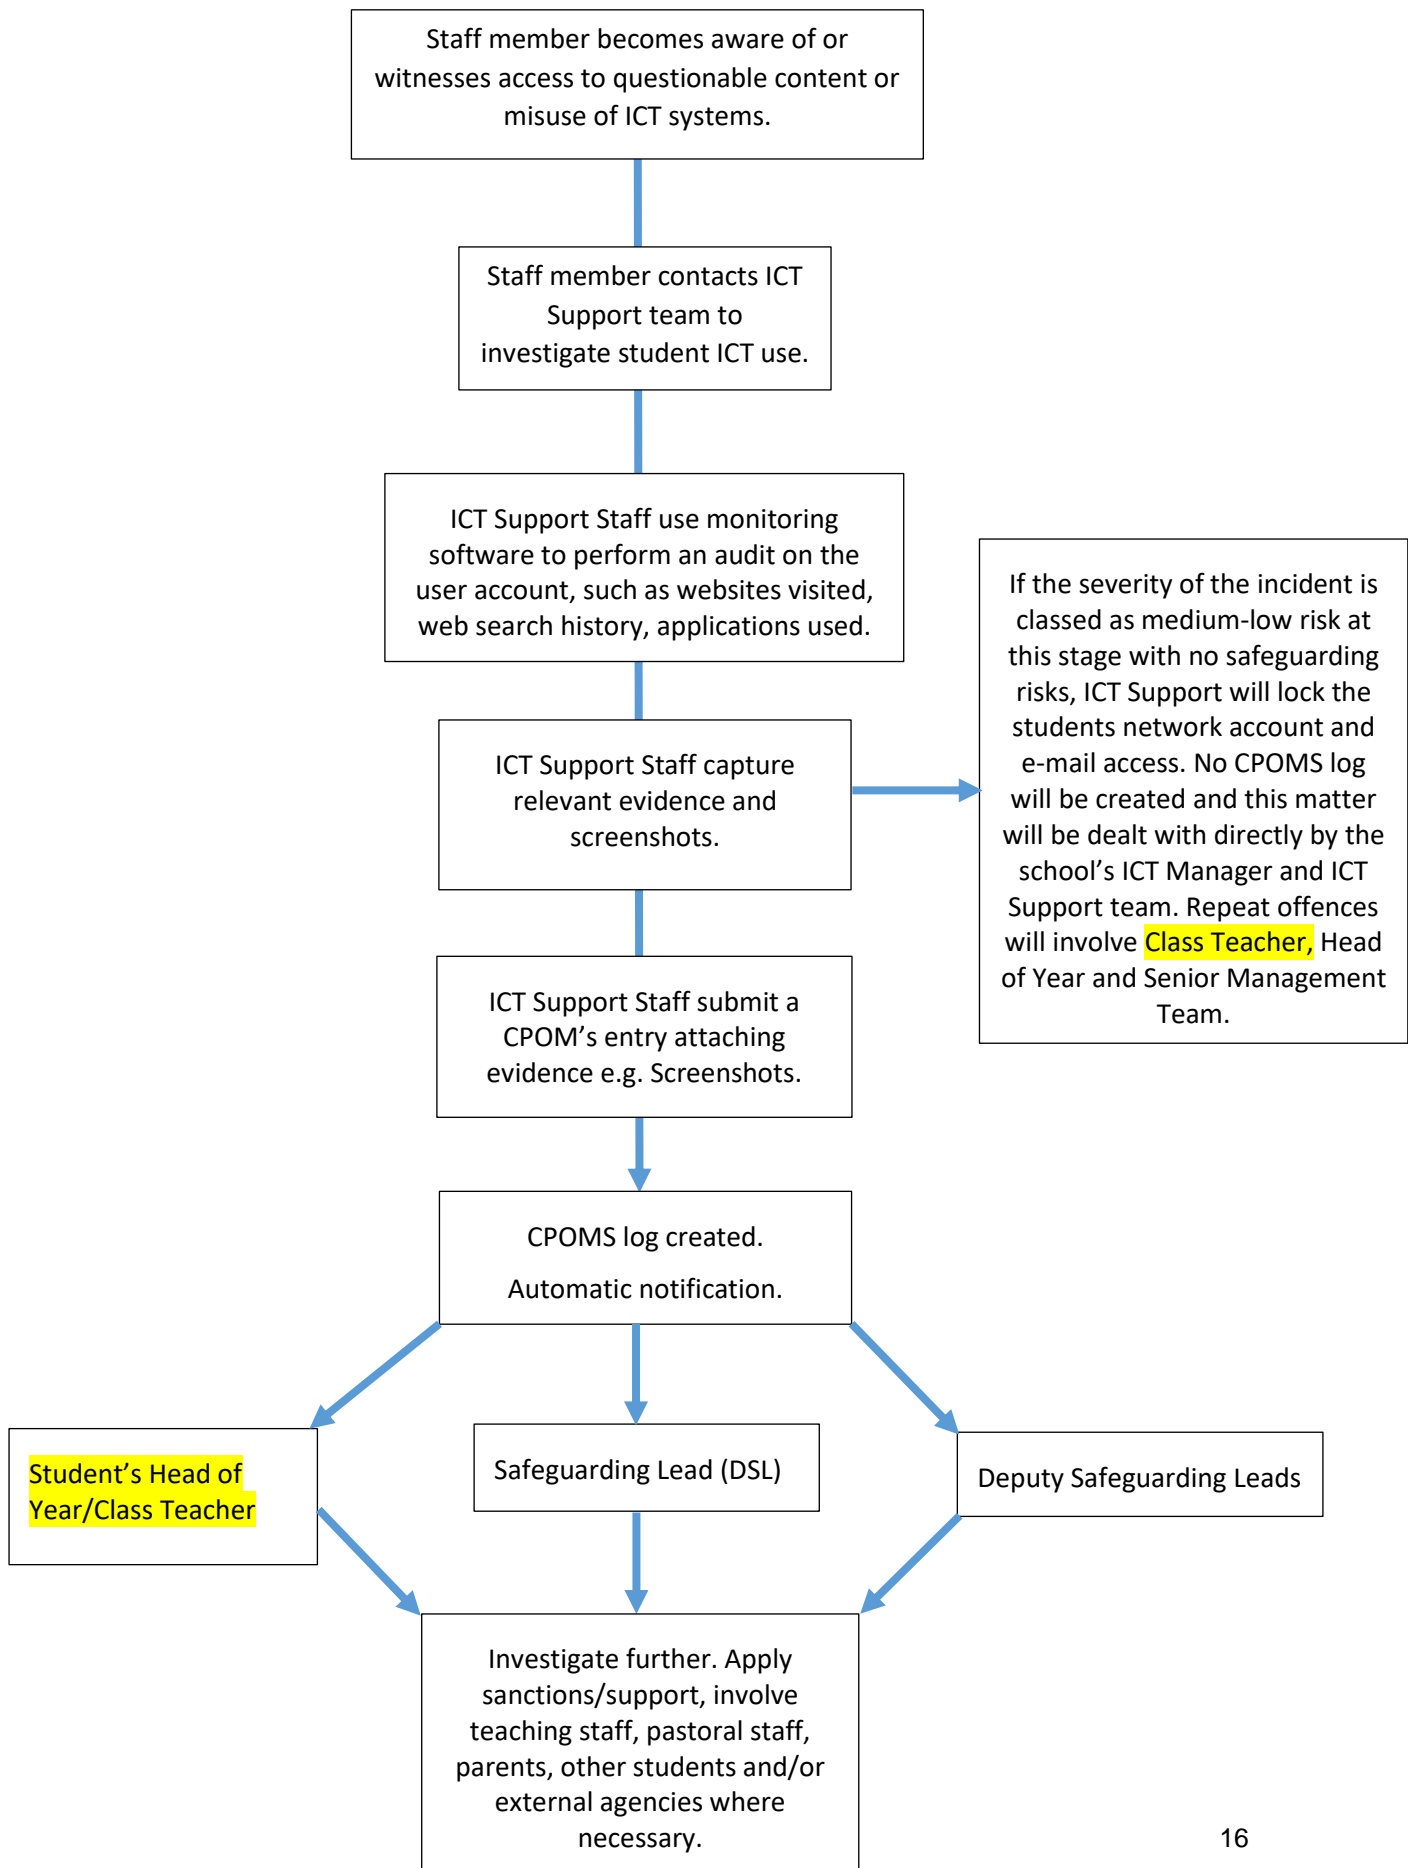 Staff member becomes aware of or
witnesses access to questionable content or
misuse of ICT systems.
Staff member contacts ICT
Support team to
investigate student ICT use.
ICT Support Staff use monitoring
software to perform an audit on the
user account, such as websites visited,
web search history, applications used.
If the severity of the incident is
classed as medium-low risk at
this stage with no safeguarding
risks, ICT Support will lock the
students network account and
e-mail access. No CPOMS log
will be created and this matter
will be dealt with directly by the
school’s ICT Manager and ICT
Support team. Repeat offences
will involve Class Teacher, Head
of Year and Senior Management
Team.
ICT Support Staff capture
relevant evidence and
screenshots.
ICT Support Staff submit a
CPOM’s entry attaching
evidence e.g. Screenshots.
CPOMS log created.
Automatic notification.
Student’s Head of
Year/Class Teacher
Safeguarding Lead (DSL)
Deputy Safeguarding Leads
Investigate further. Apply
sanctions/support, involve
teaching staff, pastoral staff,
parents, other students and/or
external agencies where
necessary.
16